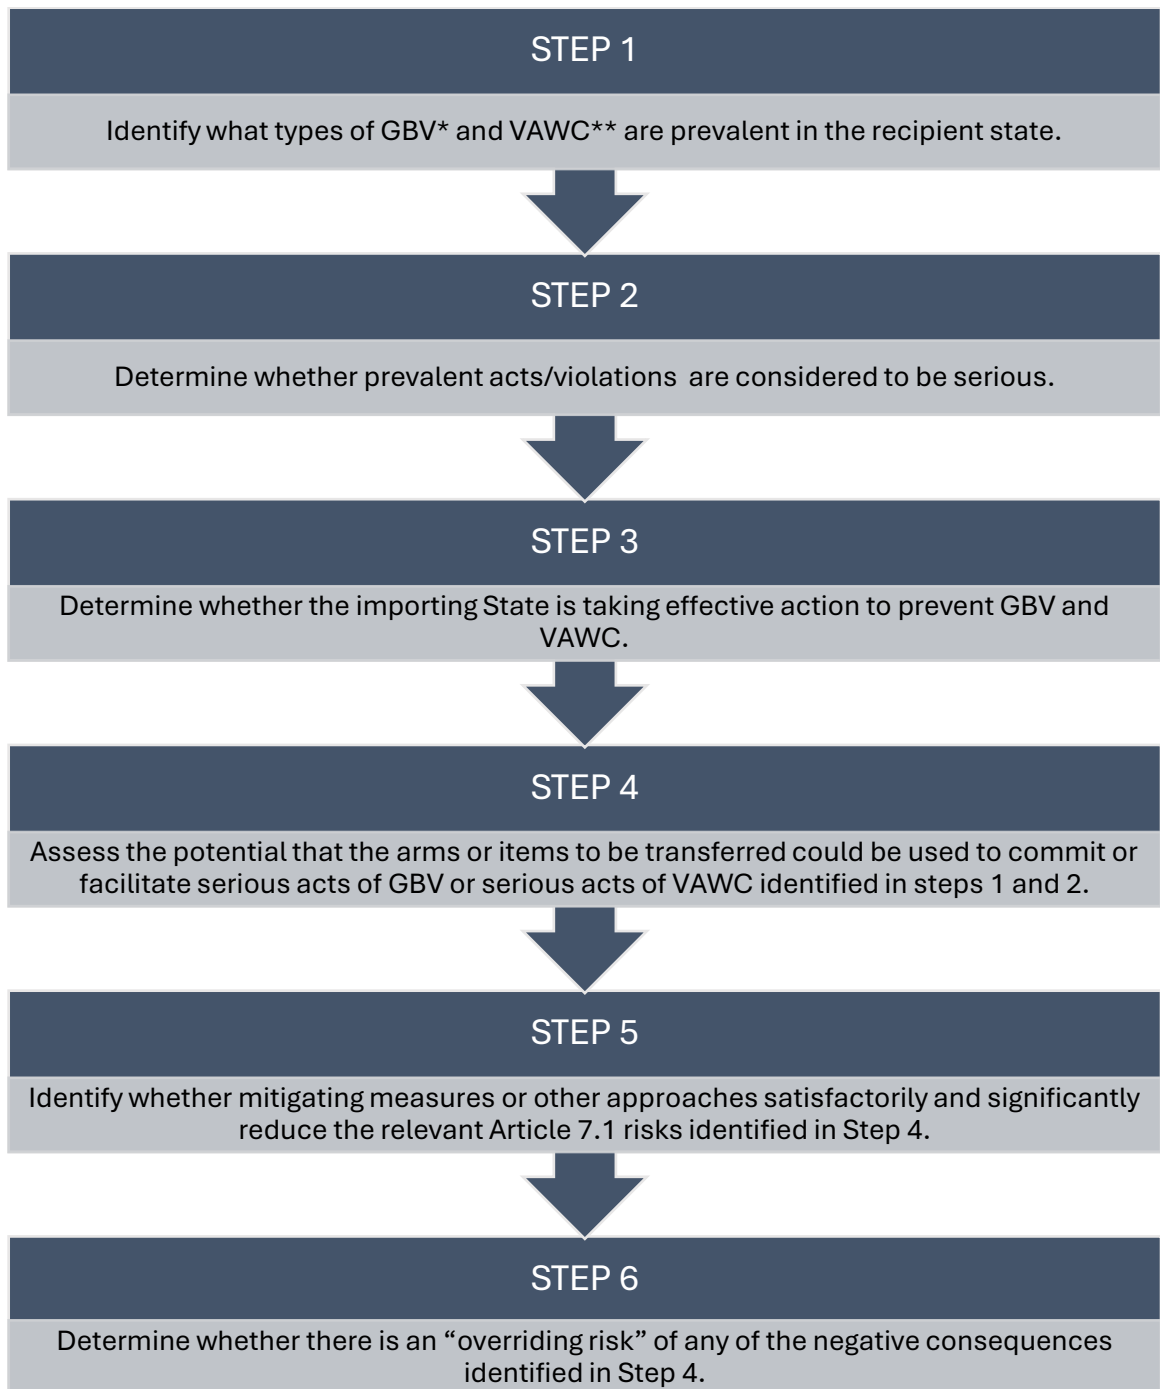 STEP 1
Identify what types of GBV* and VAWC** are prevalent in the recipient state.
STEP 2
Determine whether prevalent acts/violations  are considered to be serious.
STEP 3
Determine whether the importing State is taking effective action to prevent GBV and
VAWC.
STEP 4
Assess the potential that the arms or items to be transferred could be used to commit or
facilitate serious acts of GBV or serious acts of VAWC identified in steps 1 and 2.
STEP 5
Identify whether mitigating measures or other approaches satisfactorily and significantly
reduce the relevant Article 7.1 risks identified in Step 4.
STEP 6
Determine whether there is an “overriding risk” of any of the negative consequences
identified in Step 4.